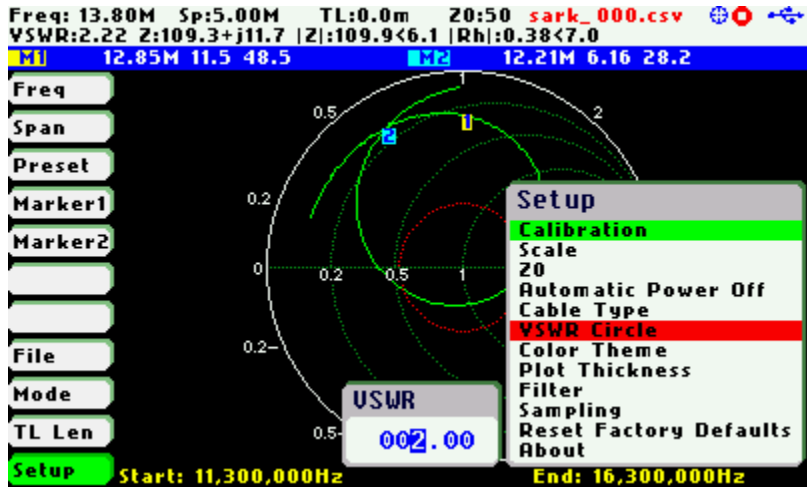 Freq: 13.80M Sp:5.00M TL:0.0m Z0:50 sark_000.csv
VSWR:2.22 Z:109.3+j11.7 |Z|:109.9<6.1 |Rh|:0.38<7.0
M1 12.85M 11.5 48.5 M2 12.21M 6.16 28.2
Freq
Span
Preset
Marker1
Marker2
File
Mode
TL Len
Setup
1
0.5
2
2
1
0.2
0
0.2
0.5
1
0.2
0.5
Setup
Calibration
Scale
Z0
Automatic Power Off
Cable Type
VSWR Circle
Color Theme
Plot Thickness
Filter
Sampling
Reset Factory Defaults
About
VSWR
002.00
Start: 11,300,000Hz End: 16,300,000Hz